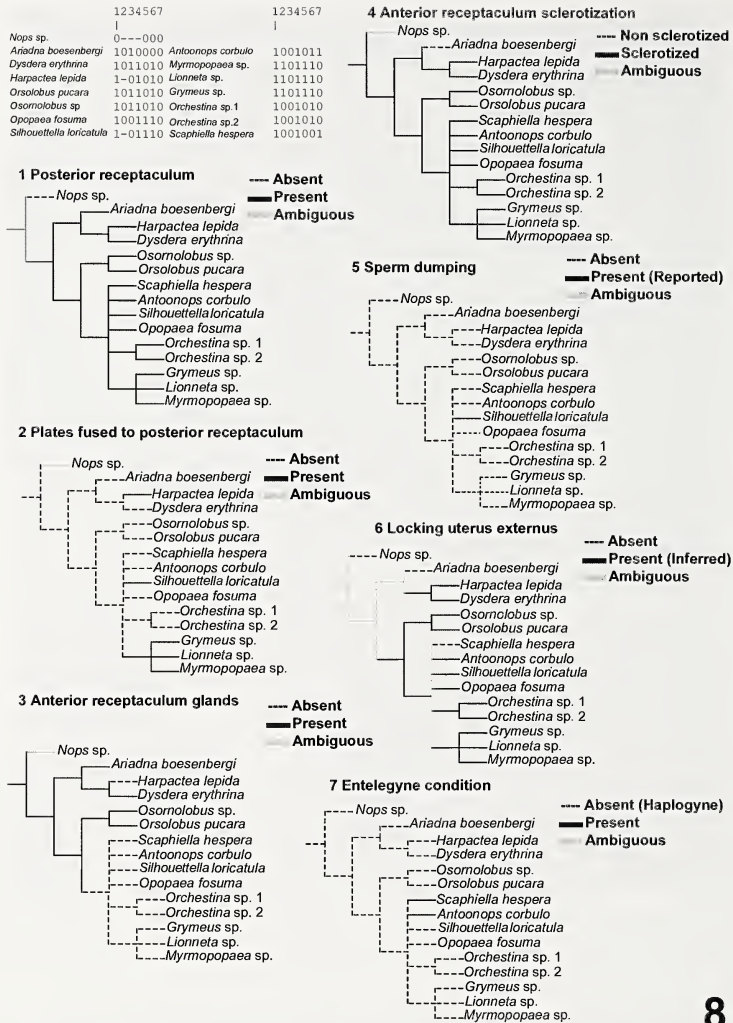 1234567 1234567
| |
Nops sp. 0---000
Ariadna boesenbergi 1010000 Antoonops corbulo 1001011
Dysdera erythrina 1011010 Myrmopopaea sp. 1101110
Harpactea lepida 1-01010 Lionneta sp. 1101110
Orsolobus pucara 1011010 Grymeus sp. 1101110
Osornolobus sp 1011010 Orchestina sp.1 1001010
Opopaea fosuma 1001110 Orchestina sp.2 1001010
Silhouettella loricatula 1-01110 Scaphiella hespera 1001001
1 Posterior receptaculum
Absent
Present
Ambiguous
Nops sp.
Ariadna boesenbergi
Harpactea lepida
Dysdera erythrina
Osornolobus sp.
Orsolobus pucara
Scaphiella hespera
Antoonops corbulo
Silhouettella loricatula
Opopaea fosuma
Orchestina sp. 1
Orchestina sp. 2
Grymeus sp.
Lionneta sp.
Myrmopopaea sp.
2 Plates fused to posterior receptaculum
Absent
Present
Ambiguous
Nops sp.
Ariadna boesenbergi
Harpactea lepida
Dysdera erythrina
Osornolobus sp.
Orsolobus pucara
Scaphiella hespera
Antoonops corbulo
Silhouettella loricatula
Opopaea fosuma
Orchestina sp. 1
Orchestina sp. 2
Grymeus sp.
Lionneta sp.
Myrmopopaea sp.
3 Anterior receptaculum glands
Absent
Present
Ambiguous
Nops sp.
Ariadna boesenbergi
Harpactea lepida
Dysdera erythrina
Osornolobus sp.
Orsolobus pucara
Scaphiella hespera
Antoonops corbulo
Silhouettella loricatula
Opopaea fosuma
Orchestina sp. 1
Orchestina sp. 2
Grymeus sp.
Lionneta sp.
Myrmopopaea sp.
4 Anterior receptaculum sclerotization
Non sclerotized
Sclerotized
Ambiguous
Nops sp.
Ariadna boesenbergi
Harpactea lepida
Dysdera erythrina
Osornolobus sp.
Orsolobus pucara
Scaphiella hespera
Antoonops corbulo
Silhouettella loricatula
Opopaea fosuma
Orchestina sp. 1
Orchestina sp. 2
Grymeus sp.
Lionneta sp.
Myrmopopaea sp.
5 Sperm dumping
Absent
Present (Reported)
Ambiguous
Nops sp.
Ariadna boesenbergi
Harpactea lepida
Dysdera erythrina
Osornolobus sp.
Orsolobus pucara
Scaphiella hespera
Antoonops corbulo
Silhouettella loricatula
Opopaea fosuma
Orchestina sp. 1
Orchestina sp. 2
Grymeus sp.
Lionneta sp.
Myrmopopaea sp.
6 Locking uterus externus
Absent
Present (Inferred)
Ambiguous
Nops sp.
Ariadna boesenbergi
Harpactea lepida
Dysdera erythrina
Osornolobus sp.
Orsolobus pucara
Scaphiella hespera
Antoonops corbulo
Silhouettella loricatula
Opopaea fosuma
Orchestina sp. 1
Orchestina sp. 2
Grymeus sp.
Lionneta sp.
Myrmopopaea sp.
7 Entelegyne condition
Absent (Haplogyne)
Present
Ambiguous
Nops sp.
Ariadna boesenbergi
Harpactea lepida
Dysdera erythrina
Osornolobus sp.
Orsolobus pucara
Scaphiella hespera
Antoonops corbulo
Silhouettella loricatula
Opopaea fosuma
Orchestina sp. 1
Orchestina sp. 2
Grymeus sp.
Lionneta sp.
Myrmopopaea sp.
8